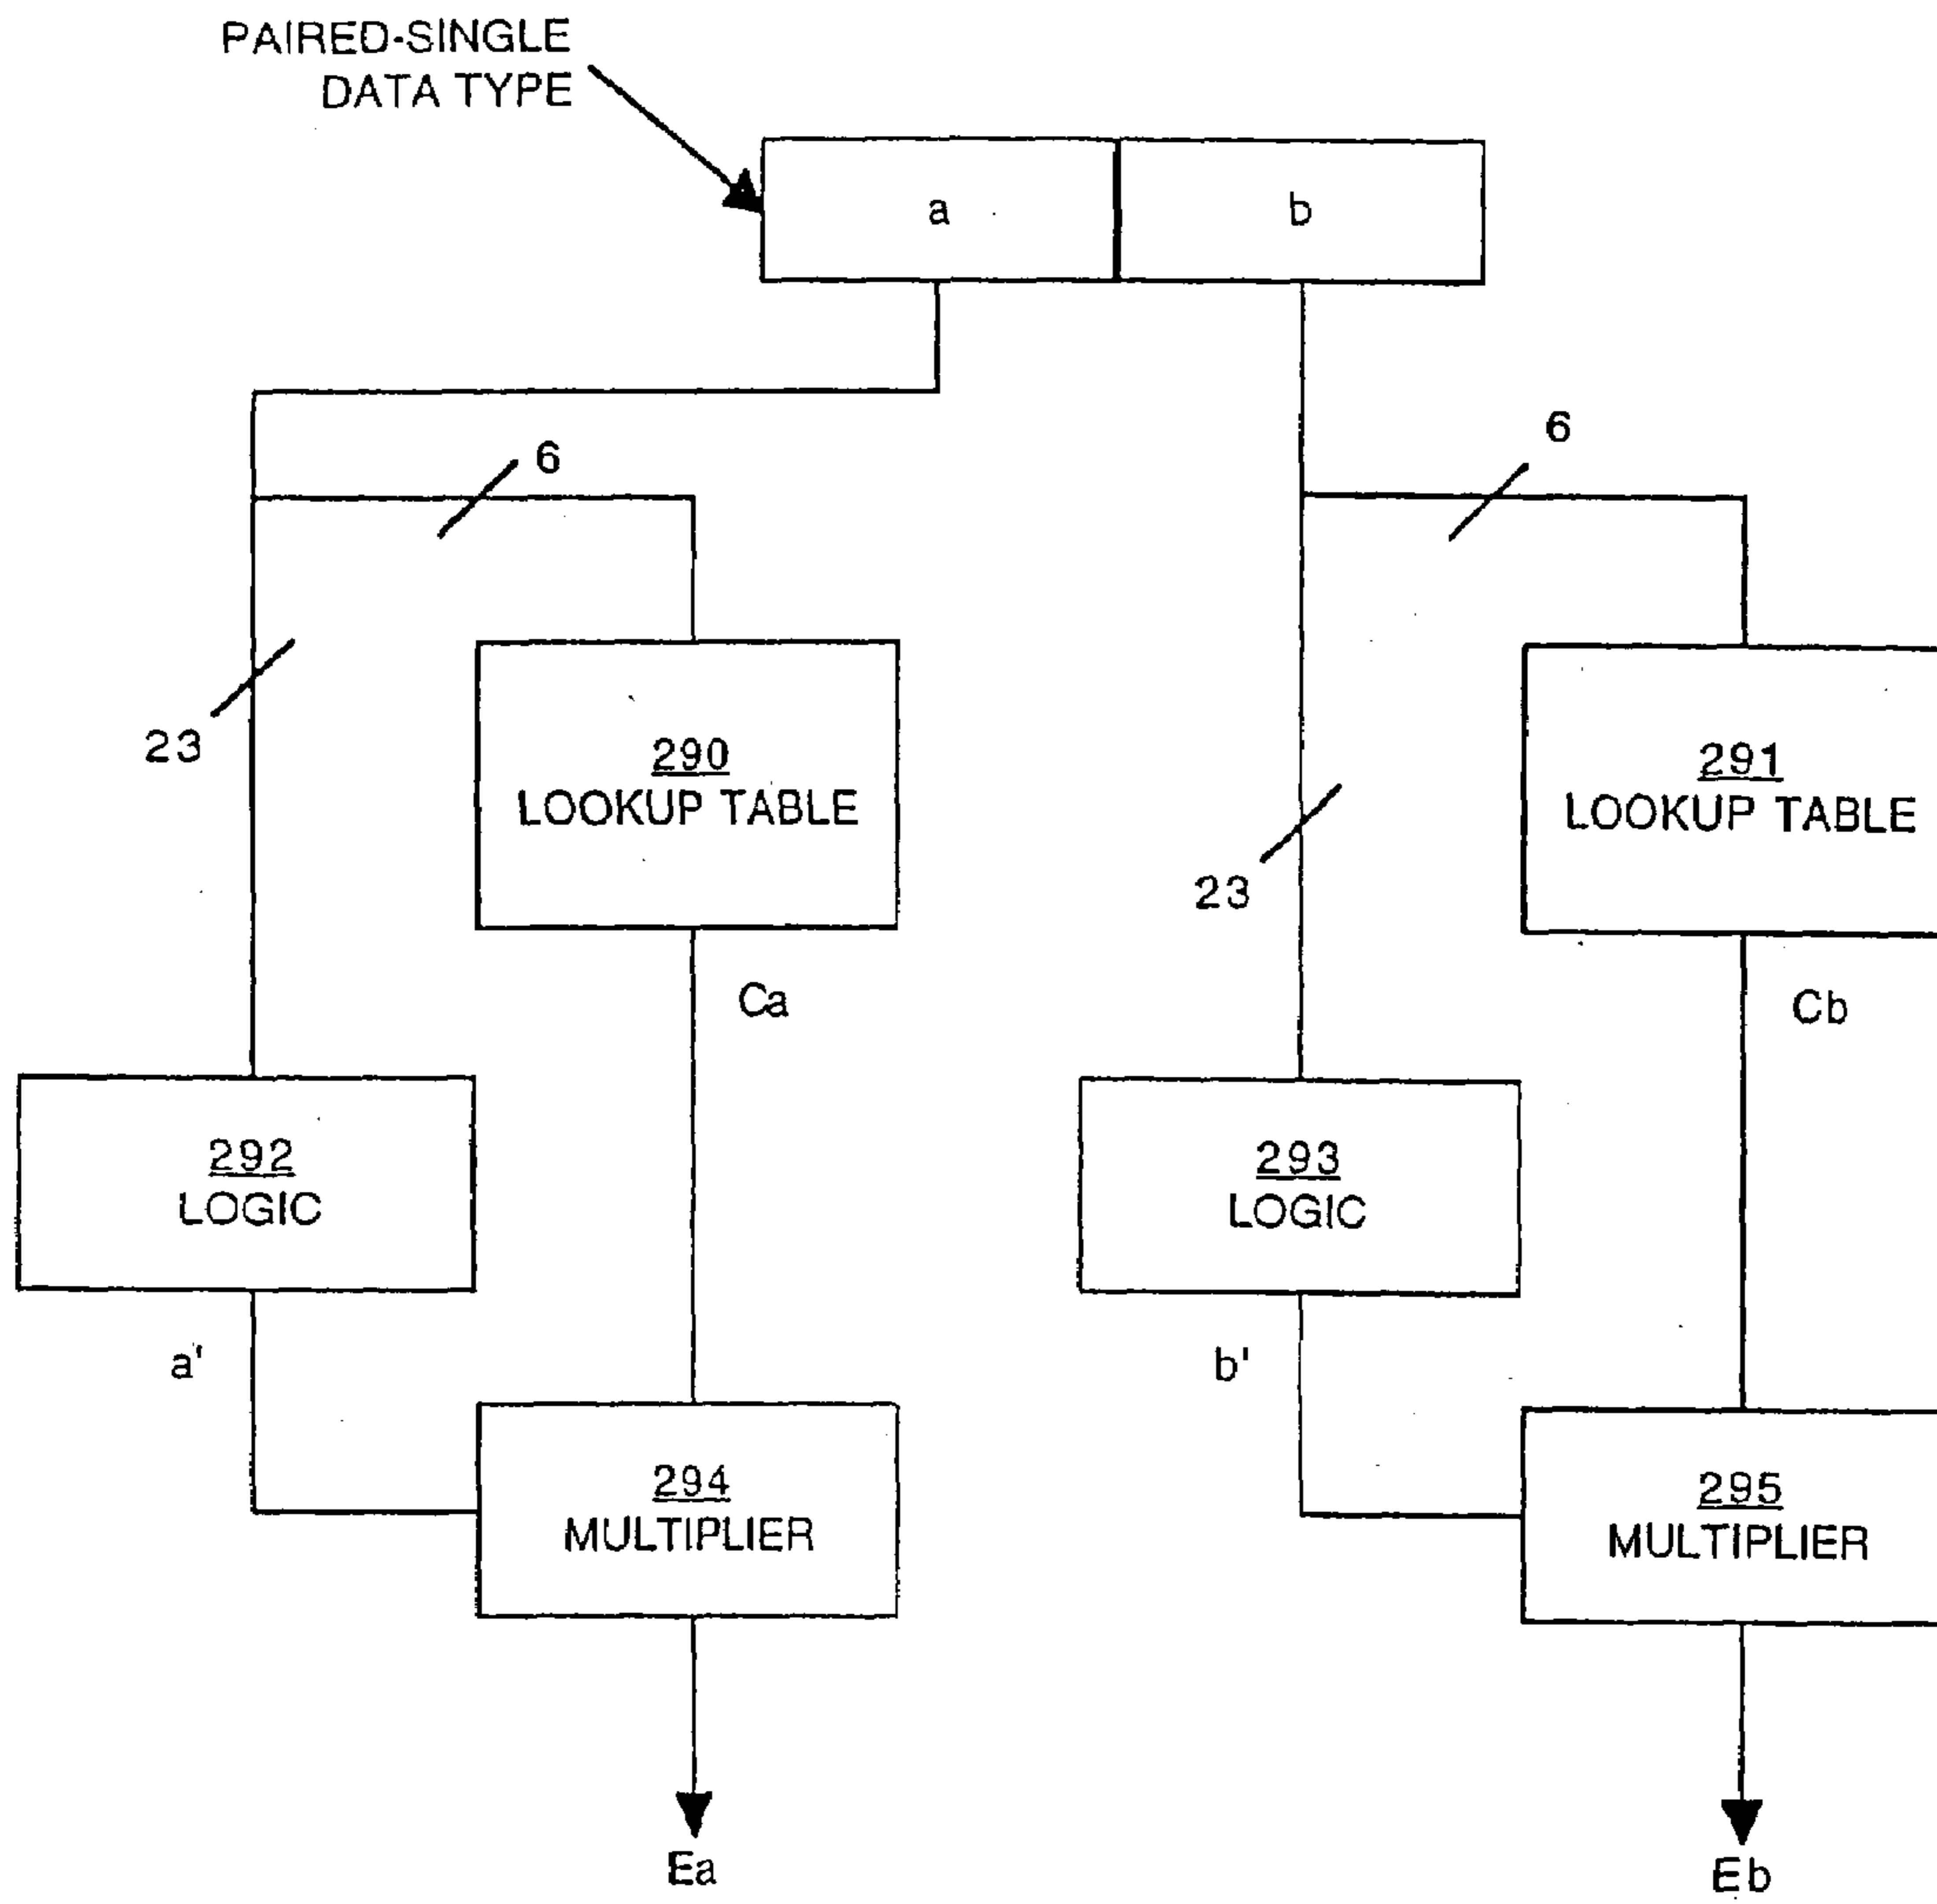 PAIRED-SINGLE
DATA TYPE
a
b
6
6
23
290
LOOKUP TABLE
291
LOOKUP TABLE
23
Ca
Cb
292
LOGIC
293
LOGIC
a'
b'
294
MULTIPLIER
295
MULTIPLIER
Ea
Eb